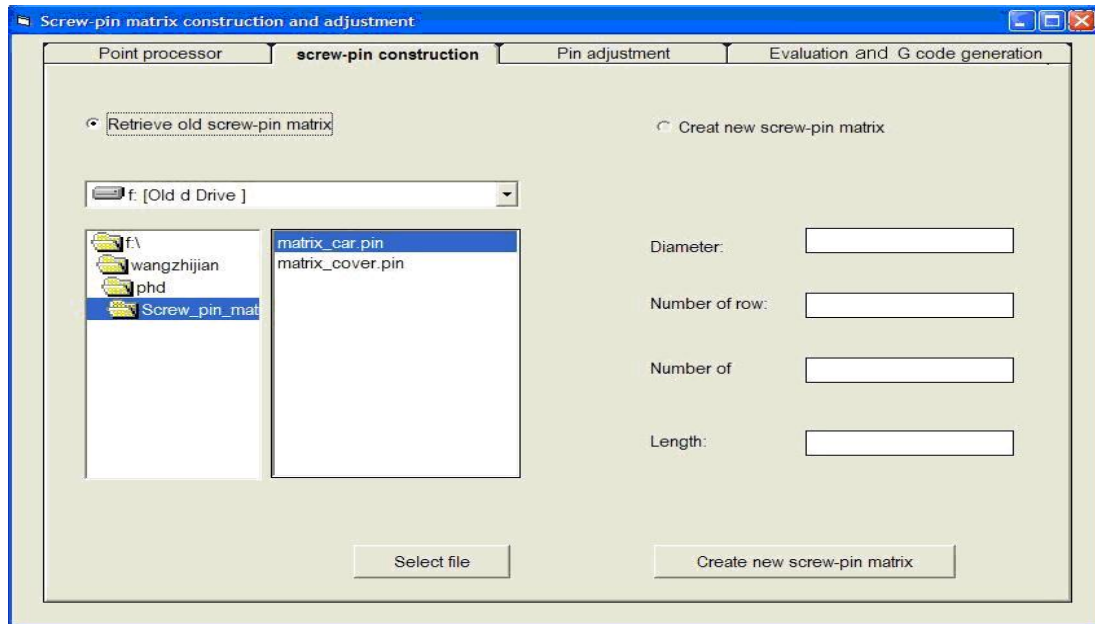 Screw-pin matrix construction and adjustment
Point processor
screw-pin construction
Pin adjustment
Evaluation and G code generation
Retrieve old screw-pin matrix
Creat new screw-pin matrix
f: [Old d Drive ]
f:\
wangzhijian
phd
Screw_pin_mat
matrix_car.pin
matrix_cover.pin
Diameter:
Number of row:
Number of
Length:
Select file
Create new screw-pin matrix